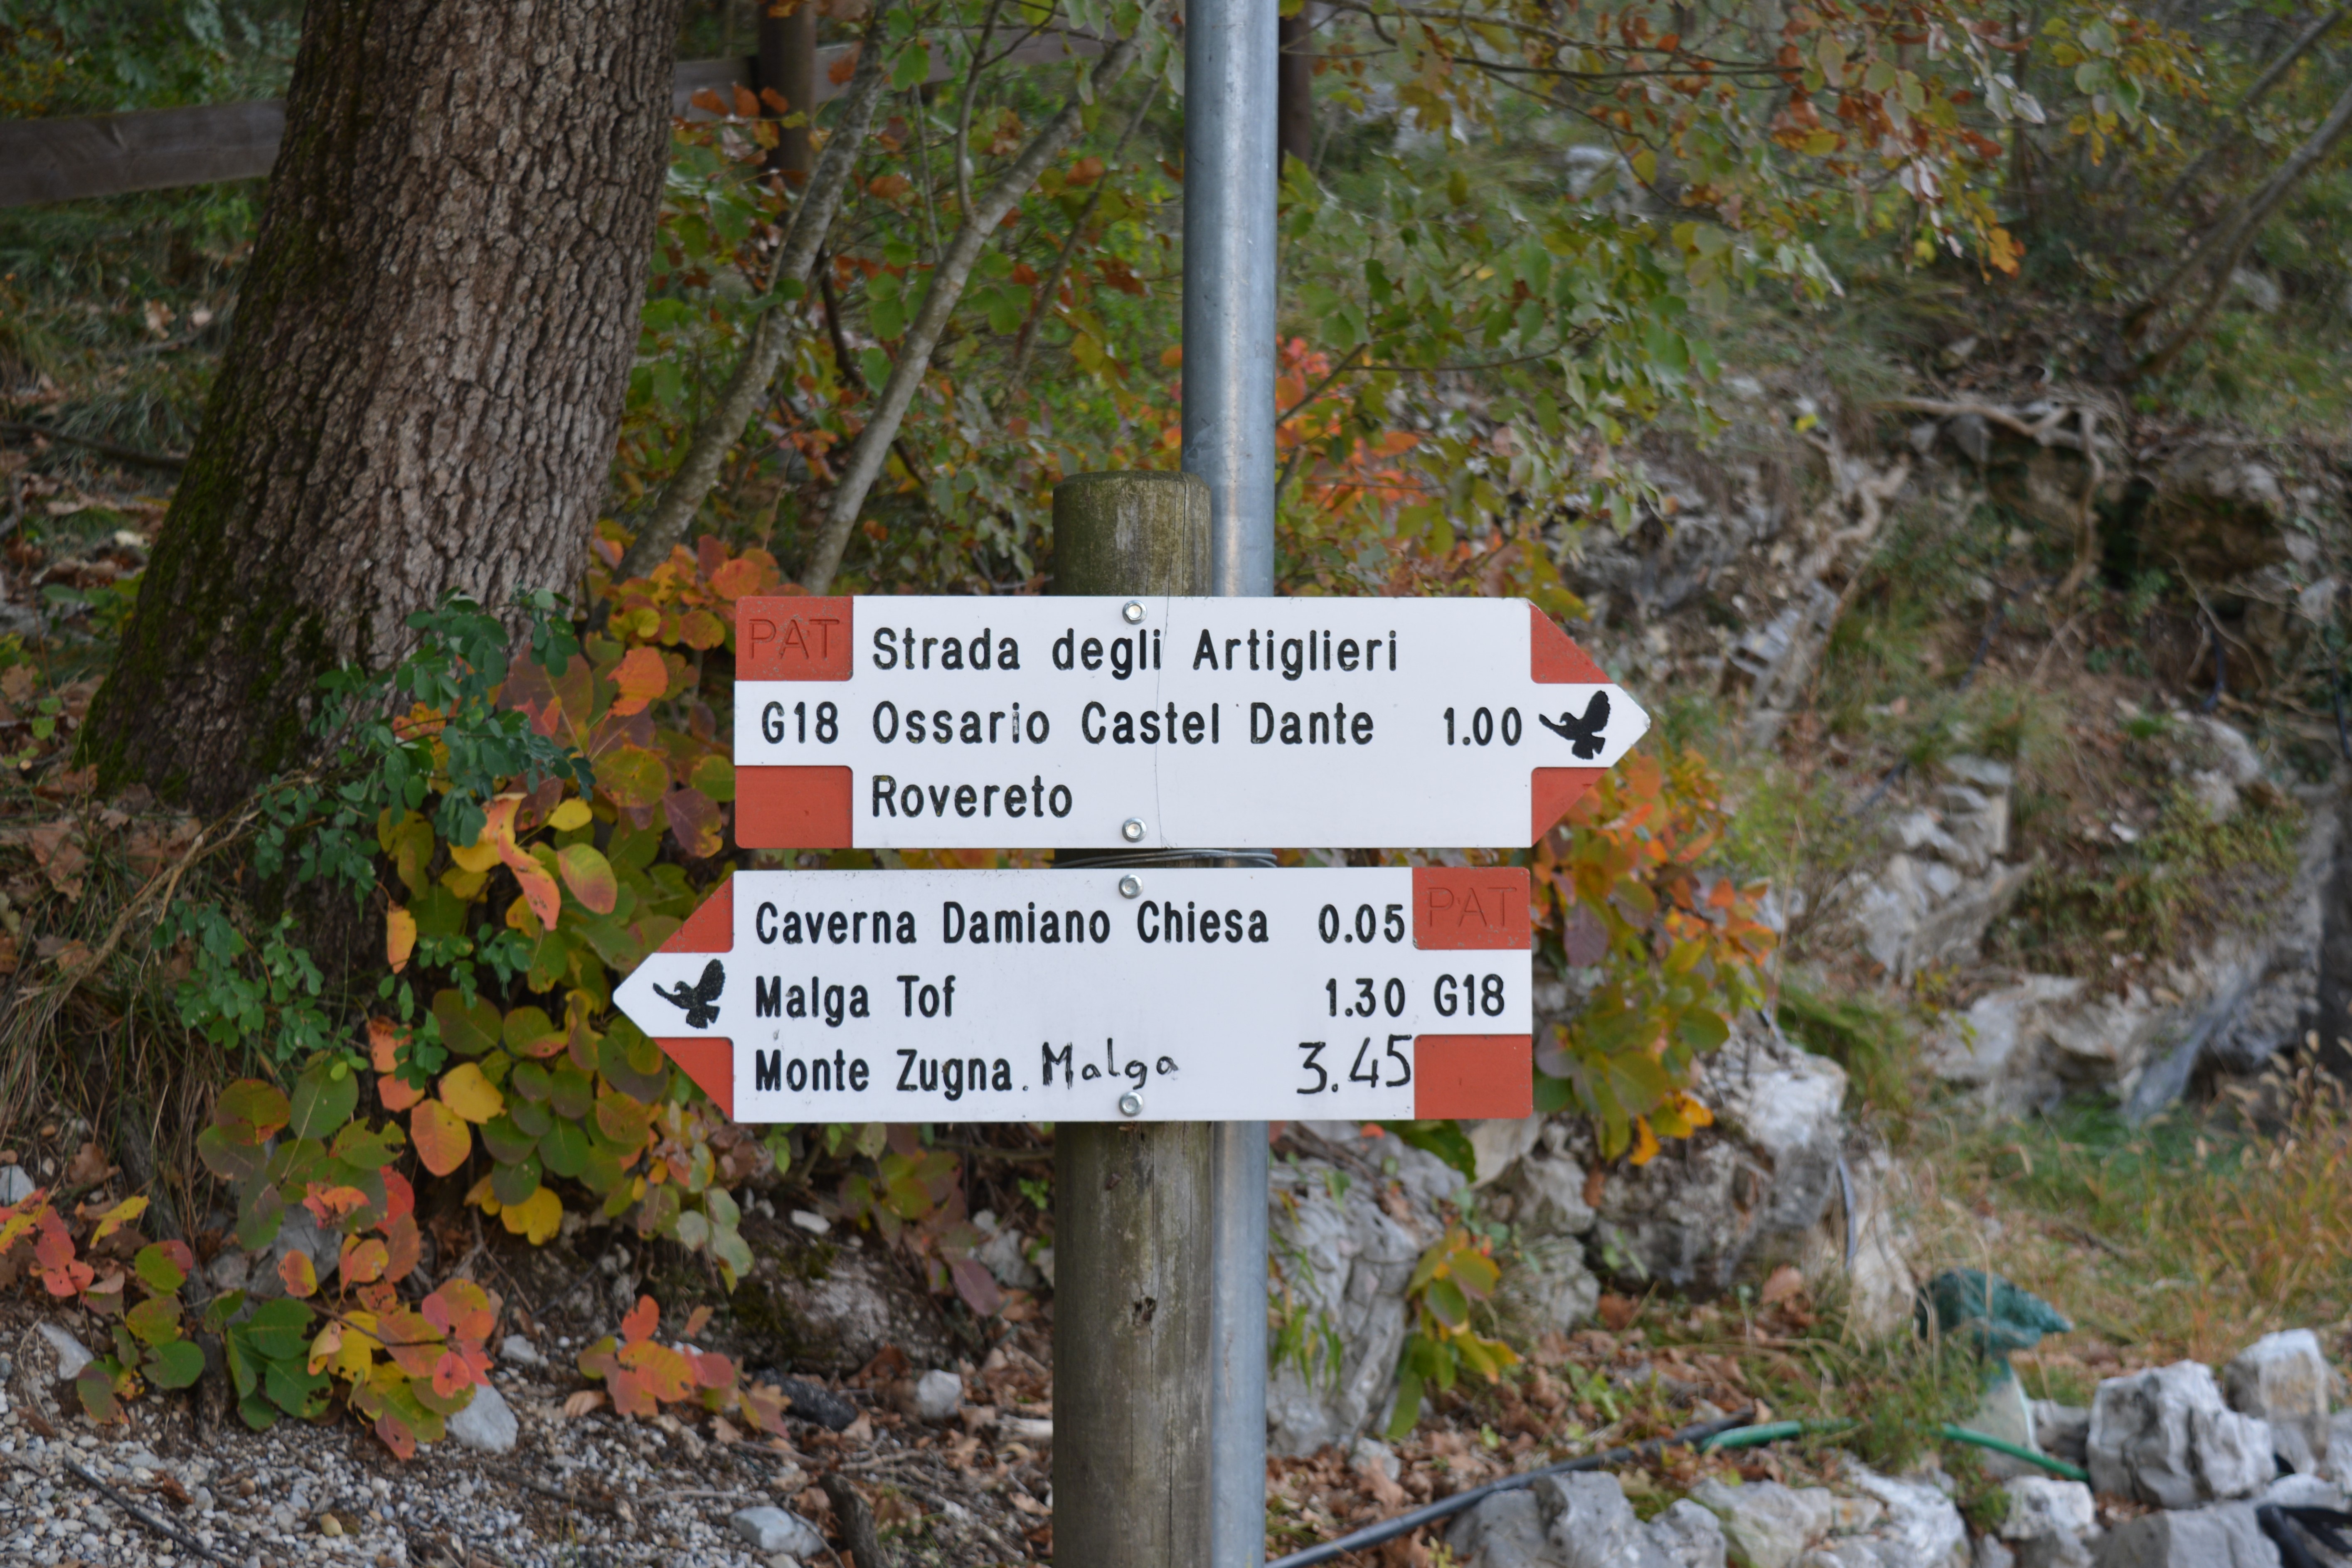 PAT Strada degli Artiglieri
G18 Ossario Castel Dante 1.00
Rovereto
Caverna Damiano Chiesa 0.05 PAT
Malga Tof 1.30 G18
Monte Zugna. Malga 3.45